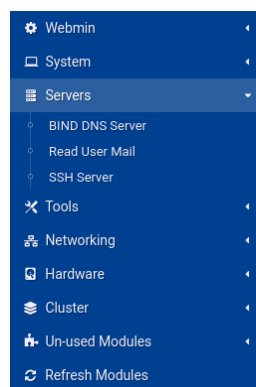 Webmin
System
Servers
BIND DNS Server
Read User Mail
SSH Server
Tools
Networking
Hardware
Cluster
Un-used Modules
Refresh Modules